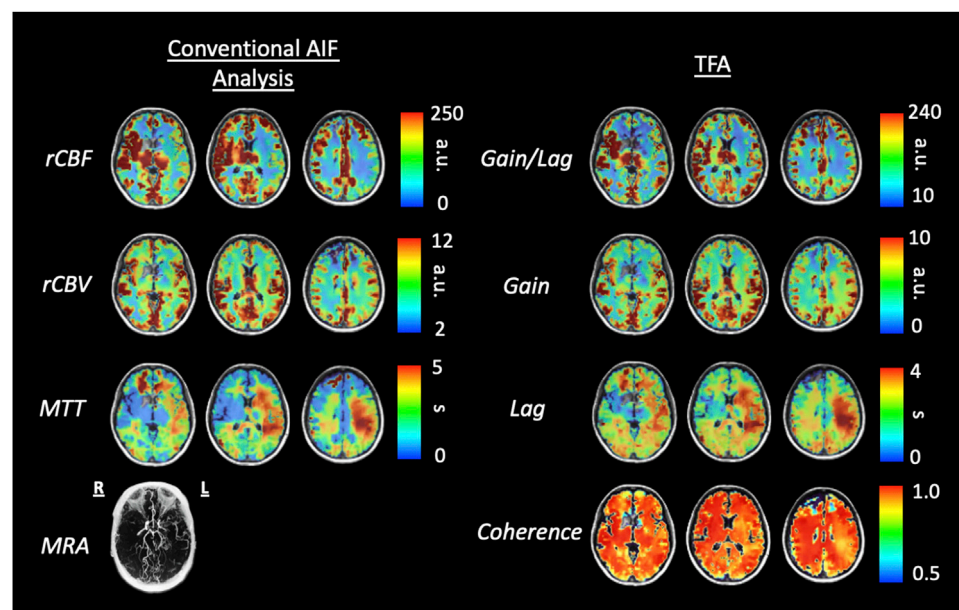 Conventional AIF
Analysis
TFA
rCBF
250
a.u.
0
Gain/Lag
240
a.u.
10
rCBV
12
a.u.
2
Gain
10
a.u.
0
MTT
5
s
0
Lag
4
s
0
R
L
MRA
Coherence
1.0
0.5